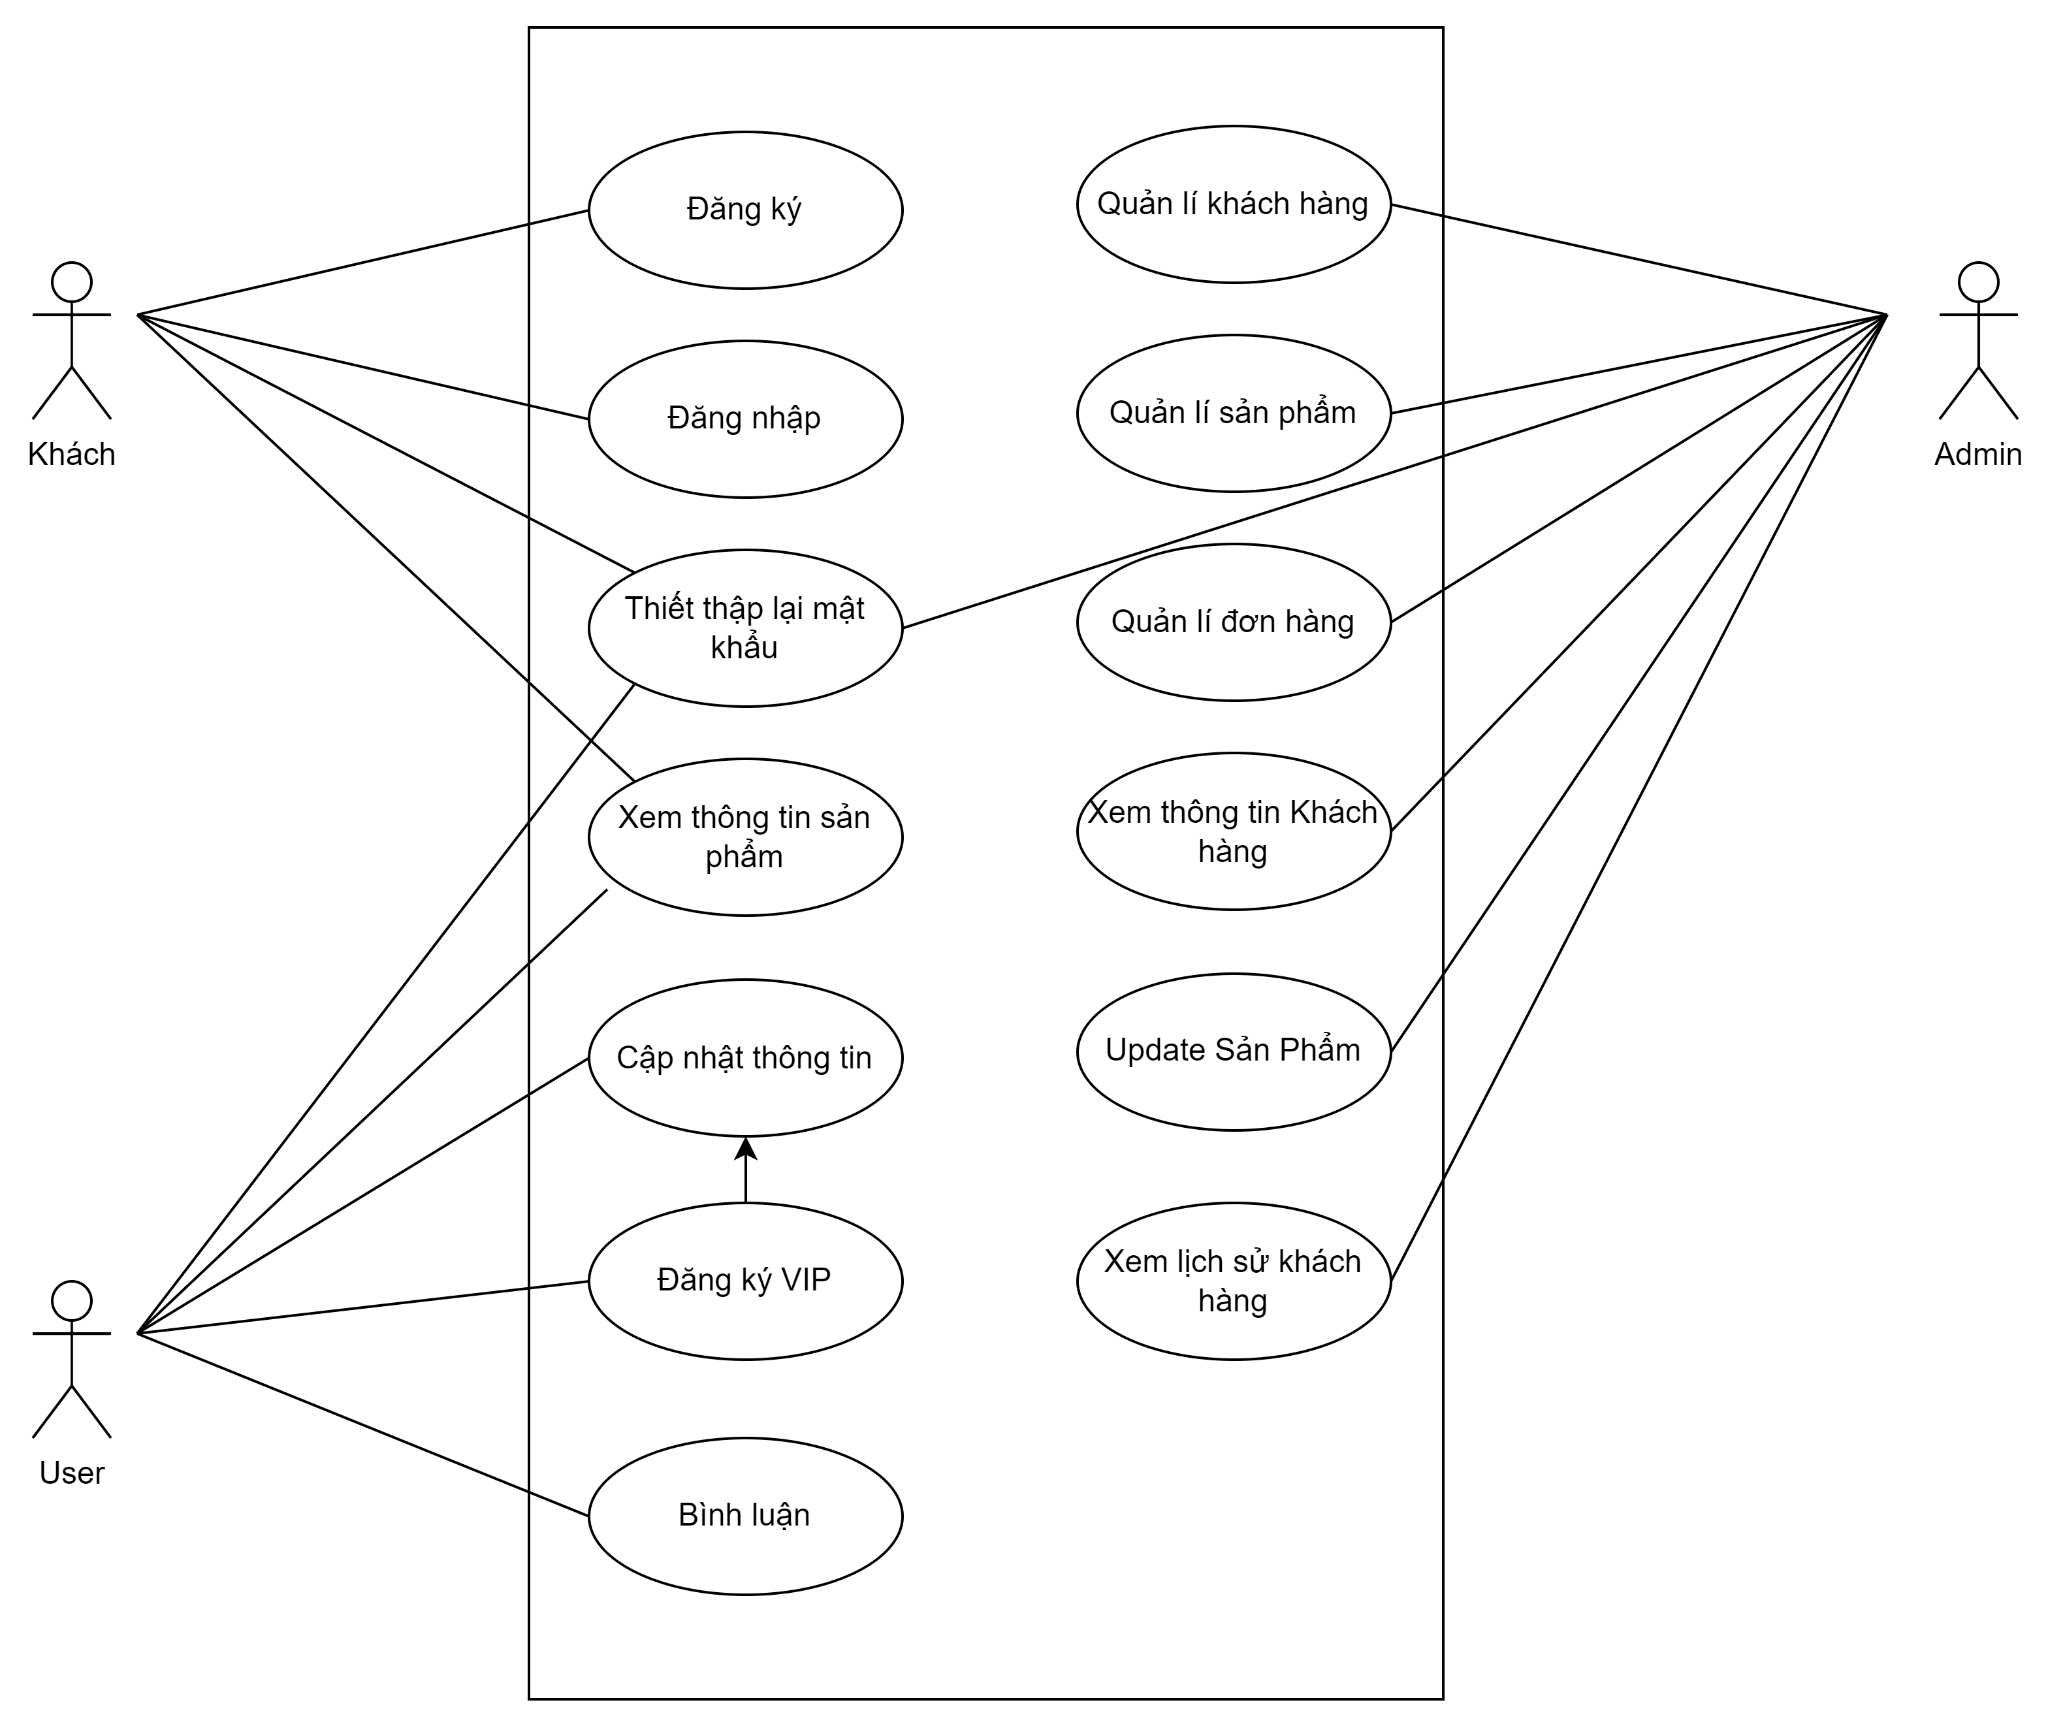 Đăng ký
Quản lí khách hàng
Đăng nhập
Quản lí sản phẩm
Khách
Admin
Thiết thập lại mật
khẩu
Quản lí đơn hàng
Xem thông tin sản
phẩm
Xem thông tin Khách
hàng
Cập nhật thông tin
Update Sản Phẩm
Đăng ký VIP
Xem lịch sử khách
hàng
User
Bình luận